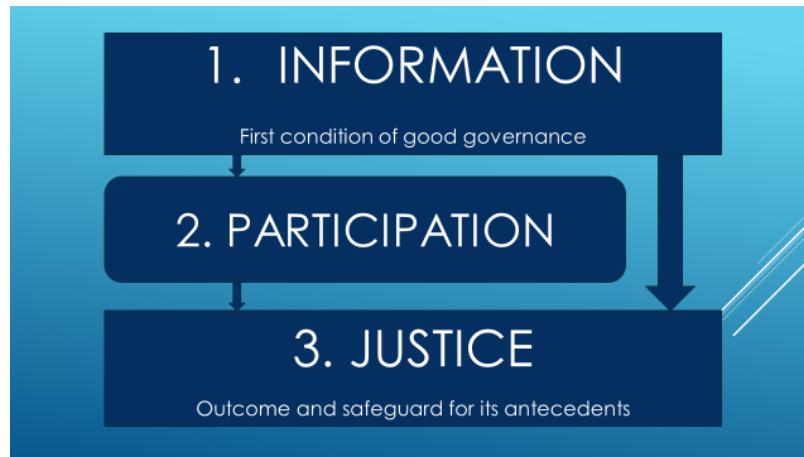 1. INFORMATION
First condition of good governance
2. PARTICIPATION
3. JUSTICE
Outcome and safeguard for its antecedents